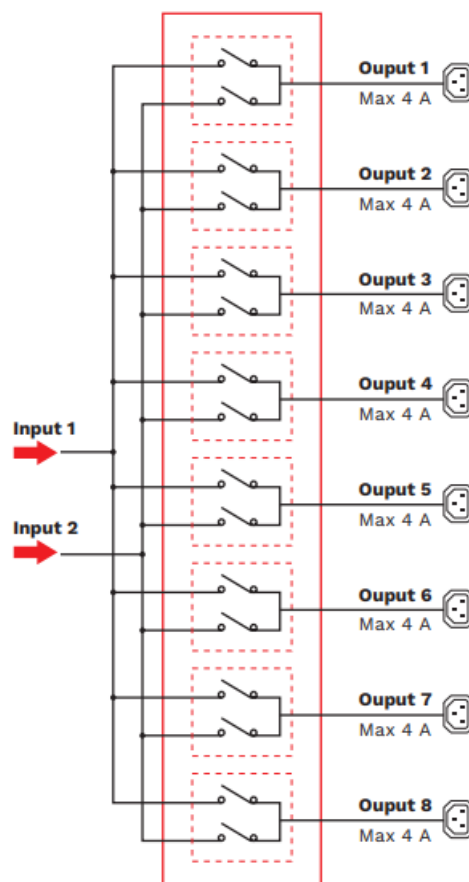 Ouput 1
Max 4 A
Ouput 2
Max 4 A
Ouput 3
Max 4 A
Ouput 4
Max 4 A
Input 1
Ouput 5
Max 4 A
Input 2
Ouput 6
Max 4 A
Ouput 7
Max 4 A
Ouput 8
Max 4 A